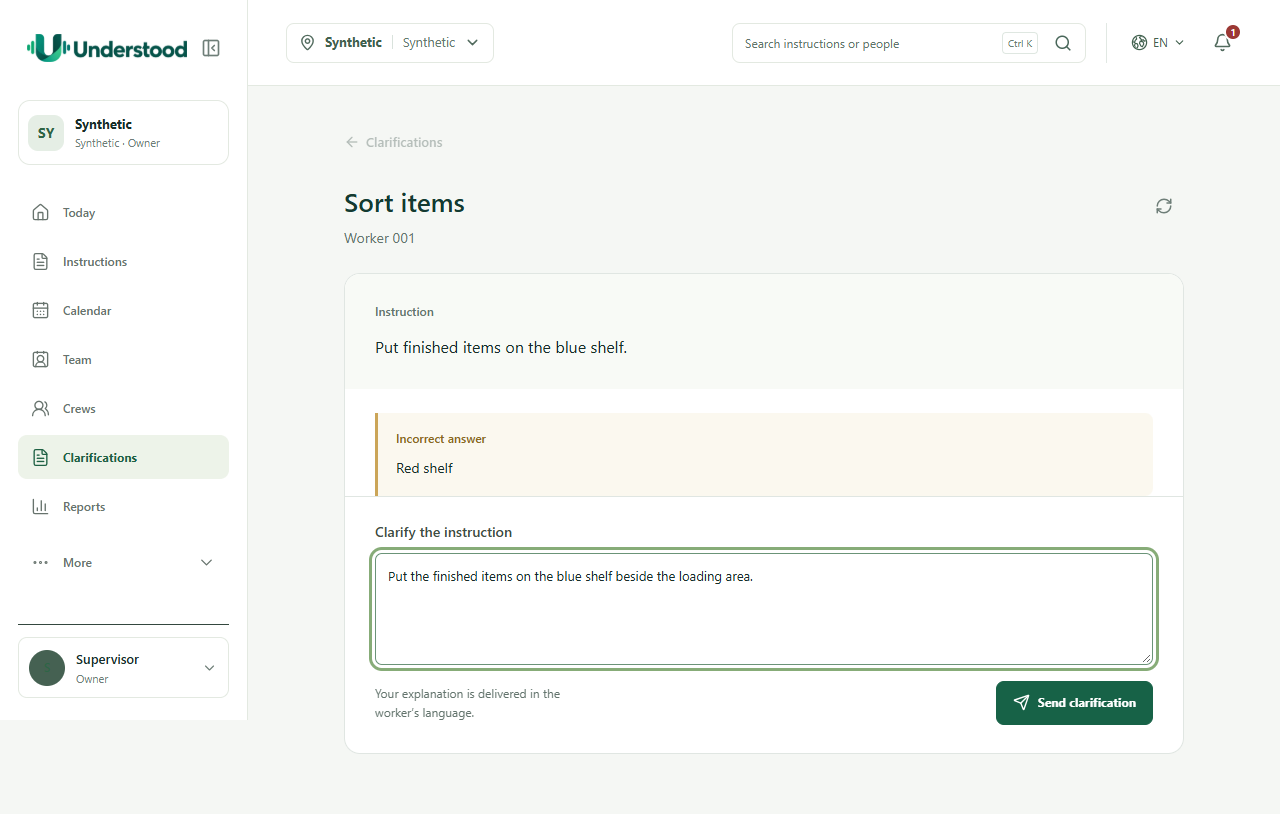 Understood
Synthetic
Synthetic
Search instructions or people
Ctrl K
EN
1
SY
Synthetic
Synthetic · Owner
Today
Instructions
Calendar
Team
Crews
Clarifications
Reports
More
Supervisor
Owner
Clarifications
Sort items
Worker 001
Instruction
Put finished items on the blue shelf.
Incorrect answer
Red shelf
Clarify the instruction
Put the finished items on the blue shelf beside the loading area.
Your explanation is delivered in the
worker's language.
Send clarification